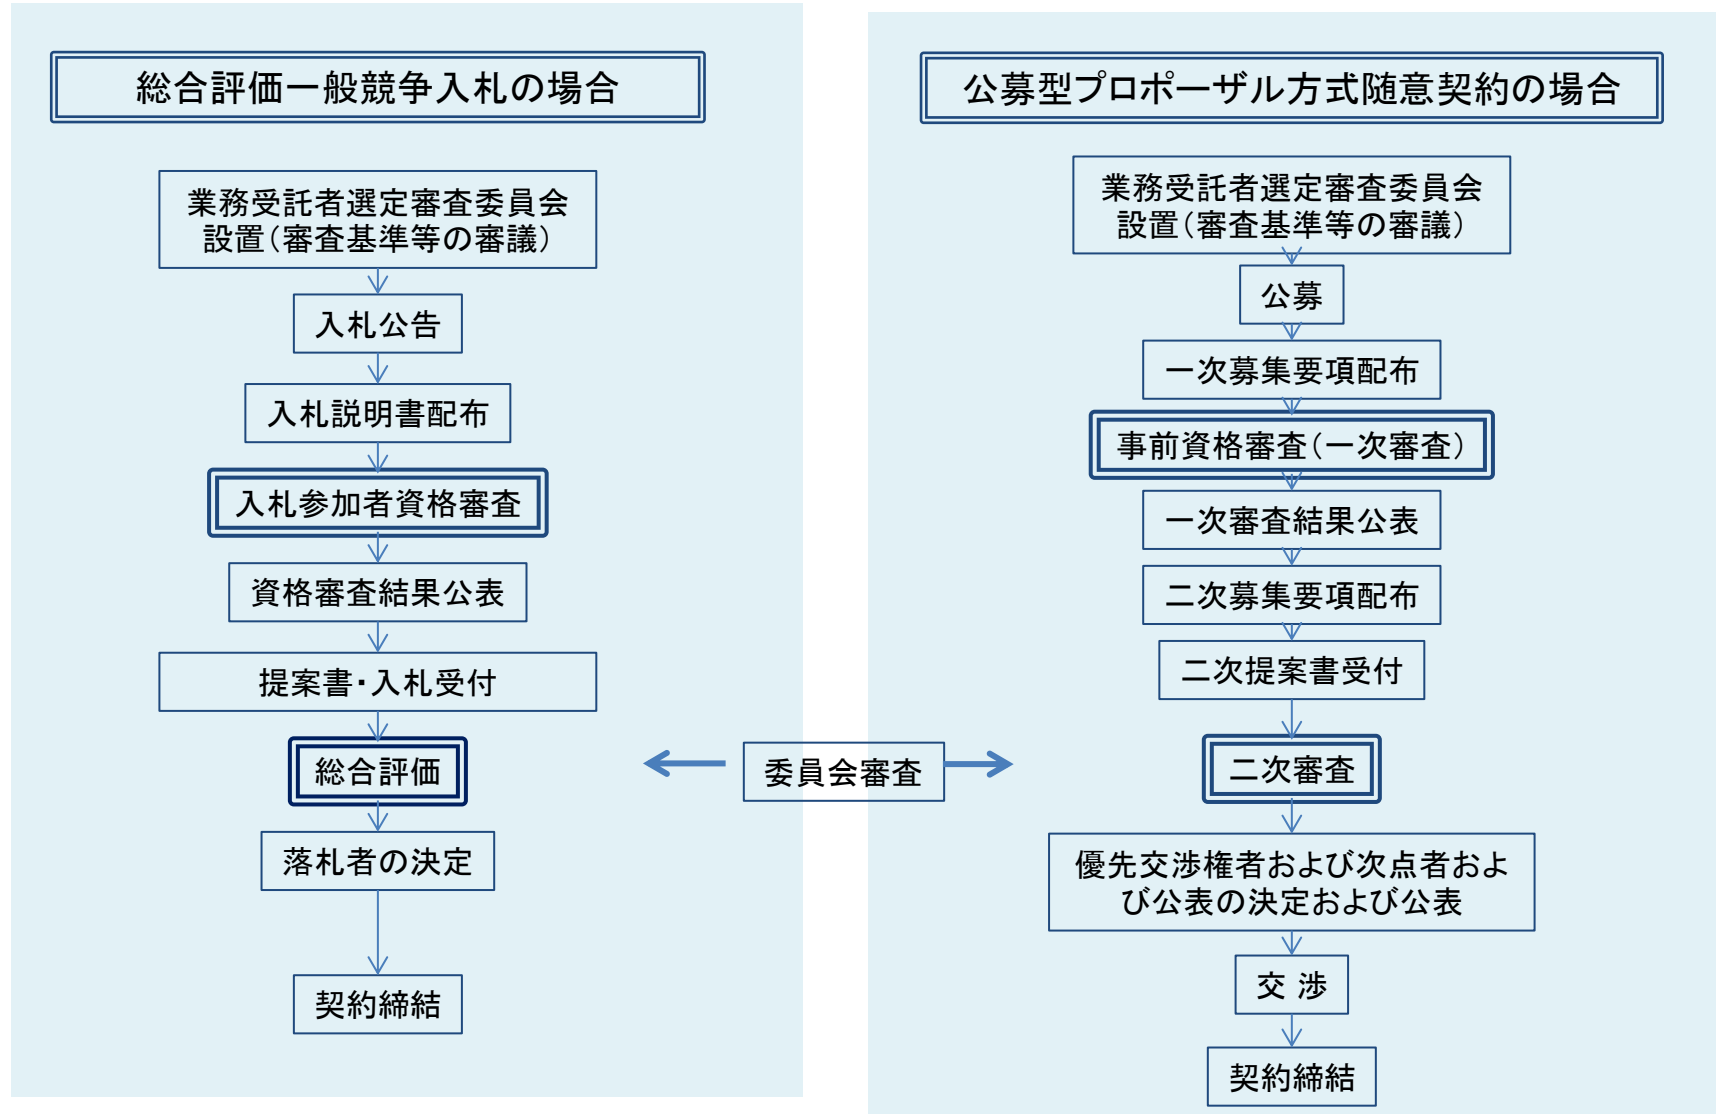 総合評価一般競争入札の場合
業務受託者選定審査委員会
設置(審査基準等の審議)
入札公告
入札説明書配布
入札参加者資格審査
資格審査結果公表
提案書・入札受付
総合評価
落札者の決定
契約締結
委員会審査
公募型プロポーザル方式随意契約の場合
業務受託者選定審査委員会
設置(審査基準等の審議)
公募
一次募集要項配布
事前資格審査(一次審査)
一次審査結果公表
二次募集要項配布
二次提案書受付
二次審査
優先交渉権者および次点者およ
び公表の決定および公表
交 渉
契約締結